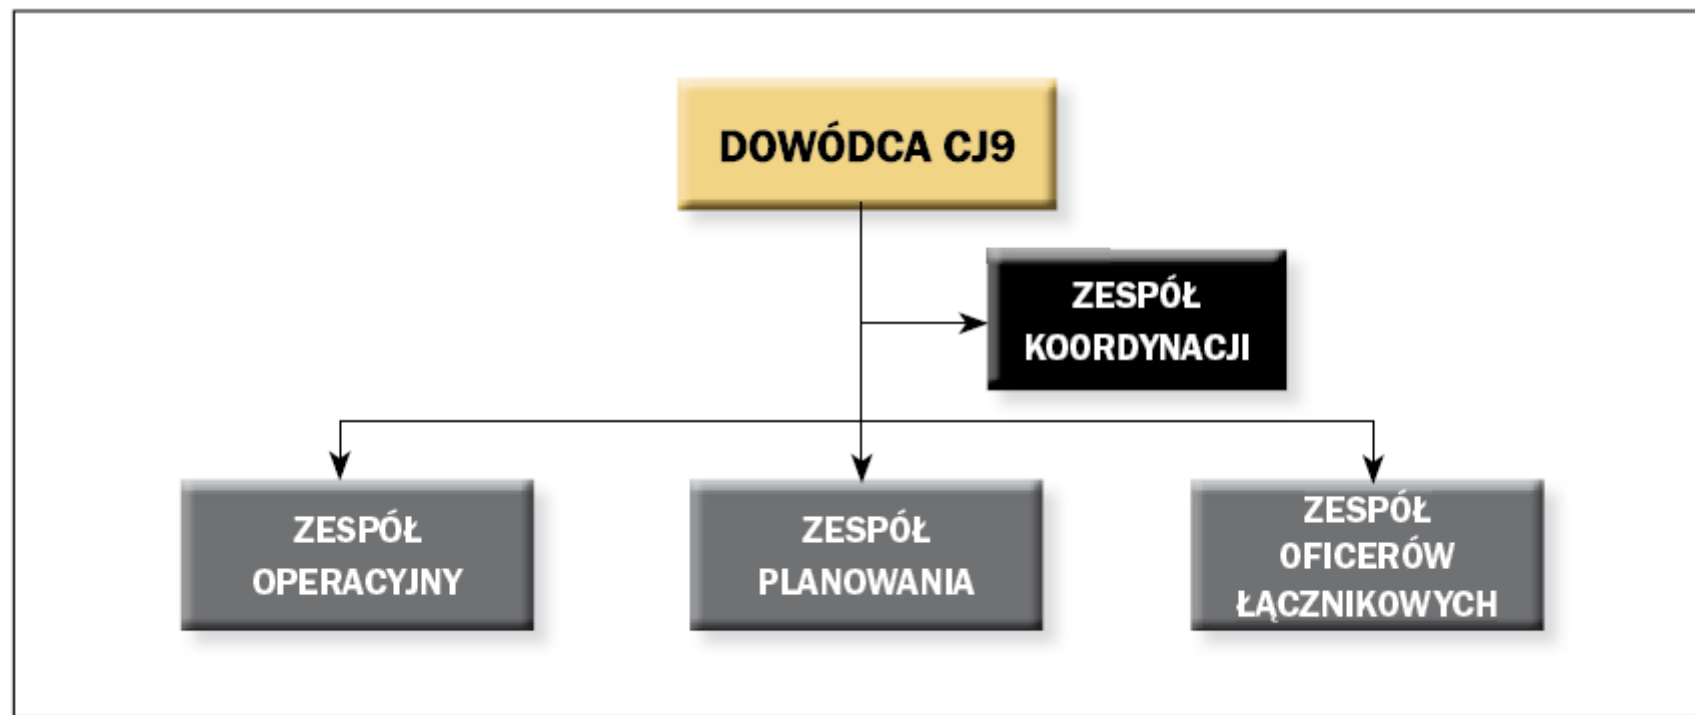 DOWÓDCA CJ9
ZESPÓŁ
KOORDYNACJI
ZESPÓŁ
OPERACYJNY
ZESPÓŁ
PLANOWANIA
ZESPÓŁ
OFICERÓW
ŁĄCZNIKOWYCH